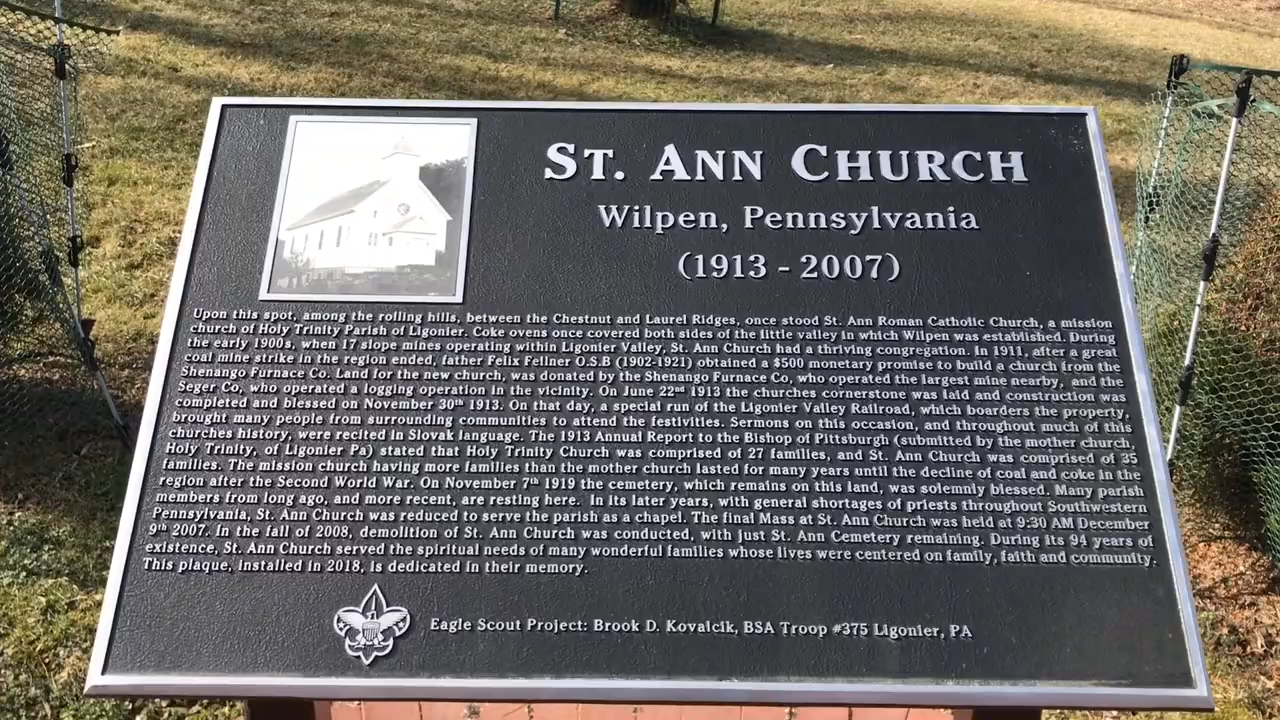 ST. ANN CHURCH
Wilpen, Pennsylvania
(1913 - 2007)
Upon this spot, among the rolling hills, between the Chestnut and Laurel Ridges, once stood St. Ann Roman Catholic Church, a mission
church of Holy Trinity Parish of Ligonier. Coke ovens once covered both sides of the little valley in which Wilpen was established. During
the early 1900s, when 17 slope mines operating within Ligonier Valley, St. Ann Church had a thriving congregation. In 1911, after a great
coal mine strike in the region ended, father Felix Fellner O.S.B (1902-1921) obtained a $500 monetary promise to build a church from the
Shenango Furnace Co. Land for the new church, was donated by the Shenango Furnace Co, who operated the largest mine nearby, and the
Seger Co, who operated a logging operation in the vicinity. On June 22nd 1913 the churches cornerstone was laid and construction was
completed and blessed on November 30th 1913. On that day, a special run of the Ligonier Valley Railroad, which boarders the property,
brought many people from surrounding communities to attend the festivities. Sermons on this occasion, and throughout much of this
churches history, were recited in Slovak language. The 1913 Annual Report to the Bishop of Pittsburgh (submitted by the mother church,
Holy Trinity, of Ligonier Pa) stated that Holy Trinity Church was comprised of 27 families, and St. Ann Church was comprised of 35
families. The mission church having more families than the mother church lasted for many years until the decline of coal and coke in the
region after the Second World War. On November 7th 1919 the cemetery, which remains on this land, was solemnly blessed. Many parish
members from long ago, and more recent, are resting here. In its later years, with general shortages of priests throughout Southwestern
Pennsylvania, St. Ann Church was reduced to serve the parish as a chapel. The final Mass at St. Ann Church was held at 9:30 AM December
9th 2007. In the fall of 2008, demolition of St. Ann Church was conducted, with just St. Ann Cemetery remaining. During its 94 years of
existence, St. Ann Church served the spiritual needs of many wonderful families whose lives were centered on family, faith and community.
This plaque, installed in 2018, is dedicated in their memory.
Eagle Scout Project: Brook D. Kovalcik, BSA Troop #375 Ligonier, PA